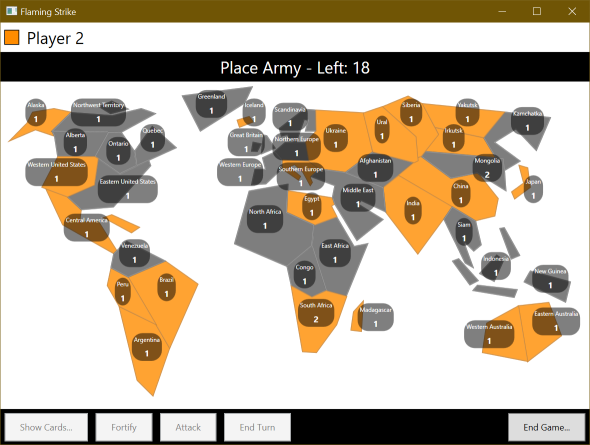 Flaming Strike
Player 2
Place Army - Left: 18
Alaska
1
Northwest Territory
1
Greenland
1
Iceland
1
Scandinavia
1
Siberia
1
Yakutsk
1
Kamchatka
1
Alberta
1
Ontario
1
Quebec
1
Great Britain
1
Northern Europe
1
Ukraine
1
Ural
1
Irkutsk
1
Western United States
1
Eastern United States
1
Western Europe
1
Southern Europe
1
Afghanistan
1
Mongolia
2
Japan
1
Central America
1
North Africa
1
Egypt
1
Middle East
1
India
1
China
1
Siam
1
Venezuela
1
East Africa
1
Congo
1
Indonesia
1
New Guinea
1
Peru
1
Brazil
1
South Africa
2
Madagascar
1
Western Australia
1
Eastern Australia
1
Argentina
1
Show Cards...
Fortify
Attack
End Turn
End Game...